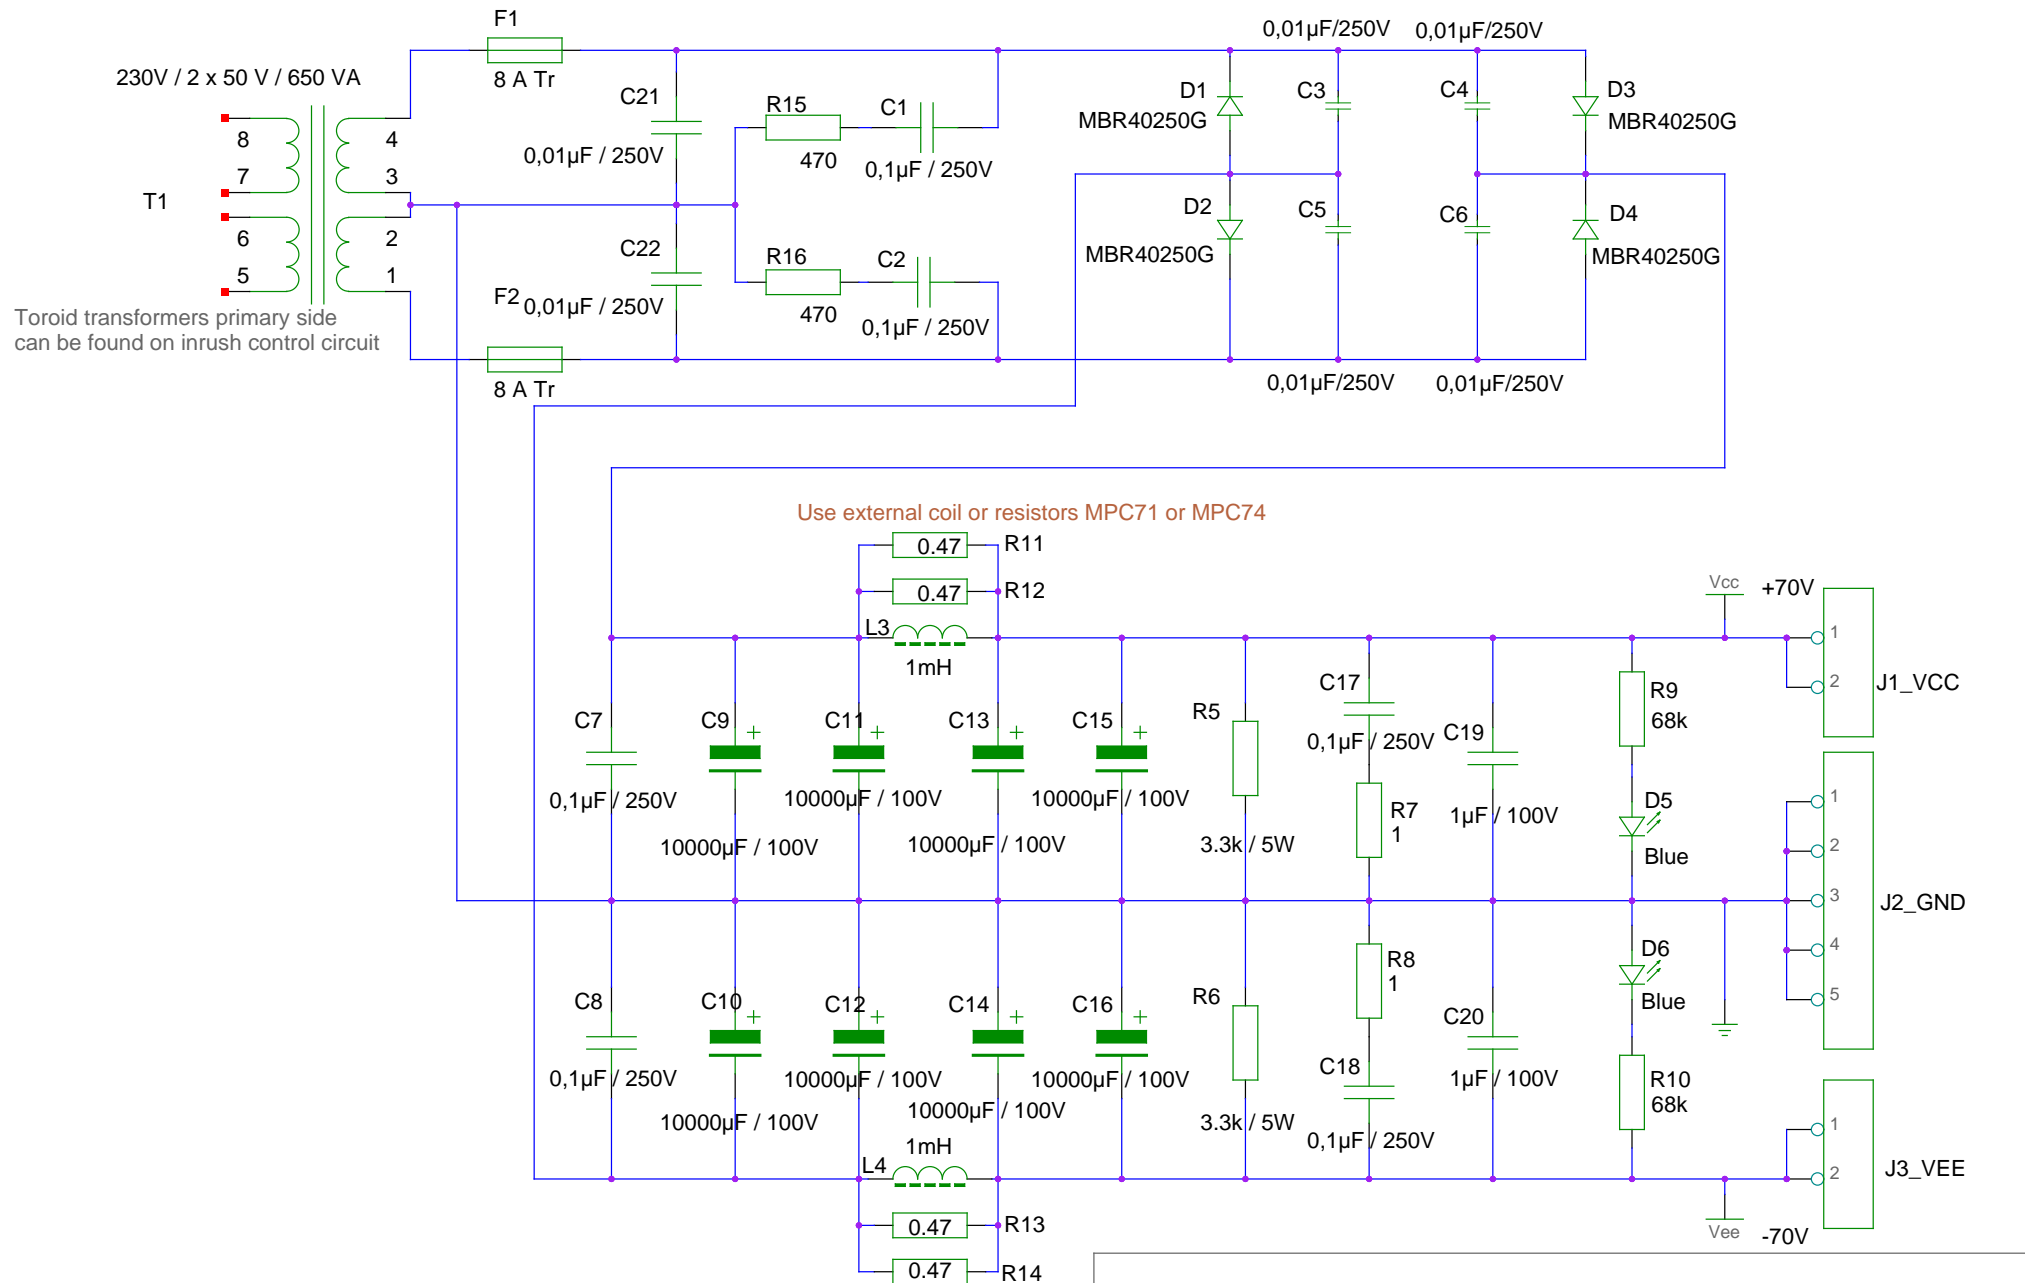 F1
8 A Tr
230V / 2 x 50 V / 650 VA
8
7
6
5
4
3
2
1
T1
Toroid transformers primary side
can be found on inrush control circuit
C21
0,01µF / 250V
R15
470
C1
0,1µF / 250V
C22
0,01µF / 250V
R16
470
C2
0,1µF / 250V
F2
8 A Tr
0,01µF/250V
0,01µF/250V
D1
MBR40250G
C3
C4
D3
MBR40250G
D2
MBR40250G
C5
C6
D4
MBR40250G
0,01µF/250V
0,01µF/250V
Use external coil or resistors MPC71 or MPC74
0.47
R11
0.47
R12
L3
1mH
Vcc
+70V
1
2
J1_VCC
C7
0,1µF / 250V
C9
10000µF / 100V
C11
10000µF / 100V
C13
10000µF / 100V
C15
10000µF / 100V
R5
3.3k / 5W
C17
0,1µF / 250V
R7
1
C19
1µF / 100V
R9
68k
D5
Blue
1
2
3
4
5
J2_GND
C8
0,1µF / 250V
C10
10000µF / 100V
C12
10000µF / 100V
C14
10000µF / 100V
C16
10000µF / 100V
R6
3.3k / 5W
R8
1
C18
0,1µF / 250V
C20
1µF / 100V
D6
Blue
R10
68k
1
2
J3_VEE
1mH
L4
0.47
R13
0.47
R14
Vee
-70V